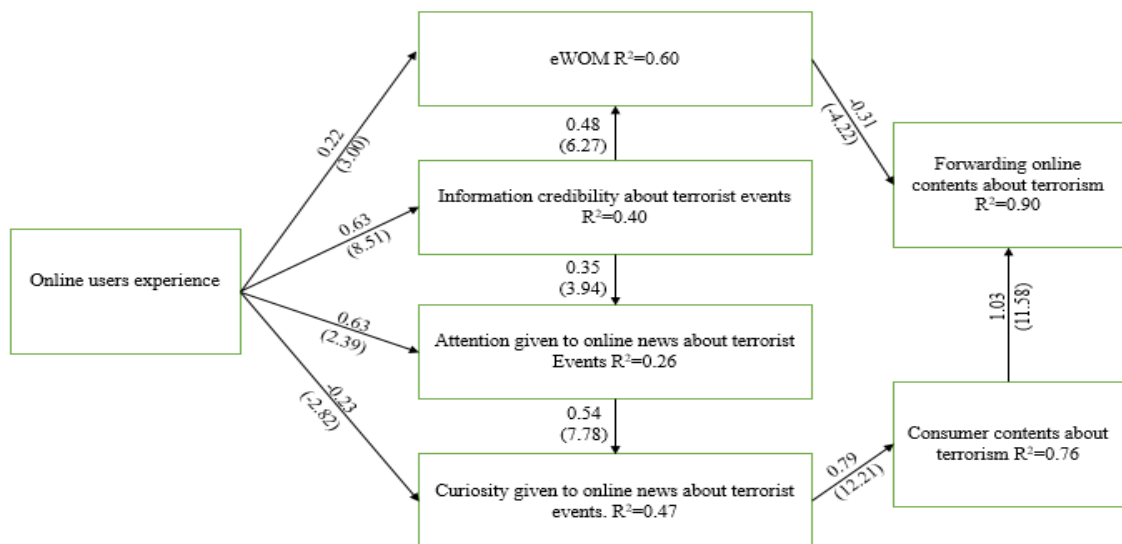 eWOM R²=0.60
0.22
(3.00)
-0.31
(-4.22)
0.48
(6.27)
Forwarding online
contents about terrorism
R²=0.90
Information credibility about terrorist events
R²=0.40
0.63
(8.51)
Online users experience
0.35
(3.94)
1.03
(11.58)
0.63
(2.39)
Attention given to online news about terrorist
Events R²=0.26
-0.23
(-2.82)
0.54
(7.78)
Consumer contents about
terrorism R²=0.76
0.79
(12.21)
Curiosity given to online news about terrorist
events. R²=0.47